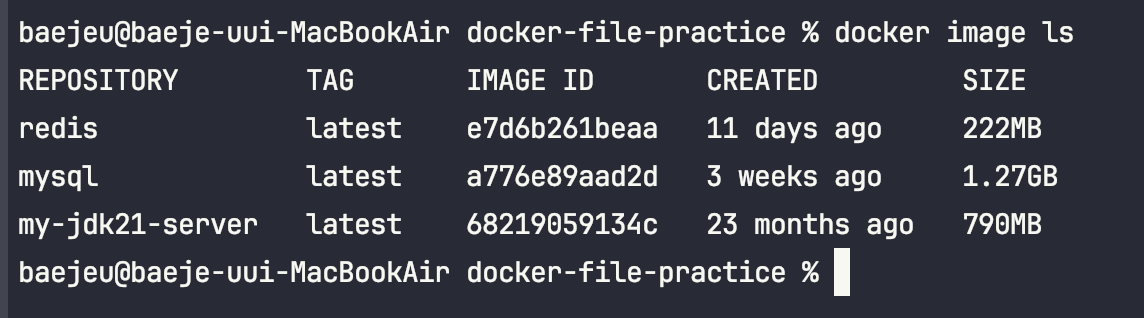 baejeu@baeje-uui-MacBookAir docker-file-practice % docker image ls
REPOSITORY        TAG       IMAGE ID       CREATED         SIZE
redis             latest    e7d6b261beaa   11 days ago     222MB
mysql             latest    a776e89aad2d   3 weeks ago     1.27GB
my-jdk21-server   latest    68219059134c   23 months ago   790MB
baejeu@baeje-uui-MacBookAir docker-file-practice %